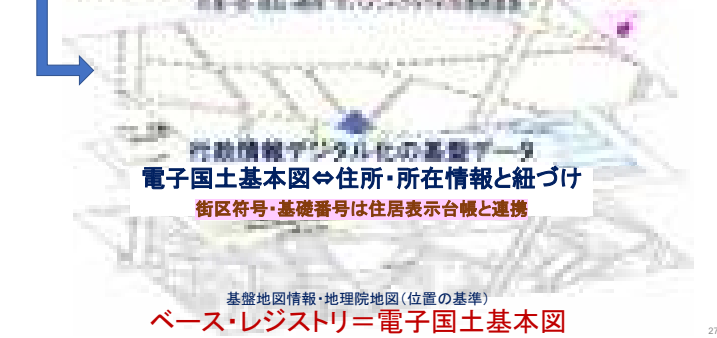 行政情報デジタル化の基盤データ
電子国土基本図⇔住所・所在情報と紐づけ
街区符号・基礎番号は住居表示台帳と連携
基盤地図情報・地理院地図(位置の基準)
ベース・レジストリ＝電子国土基本図
27